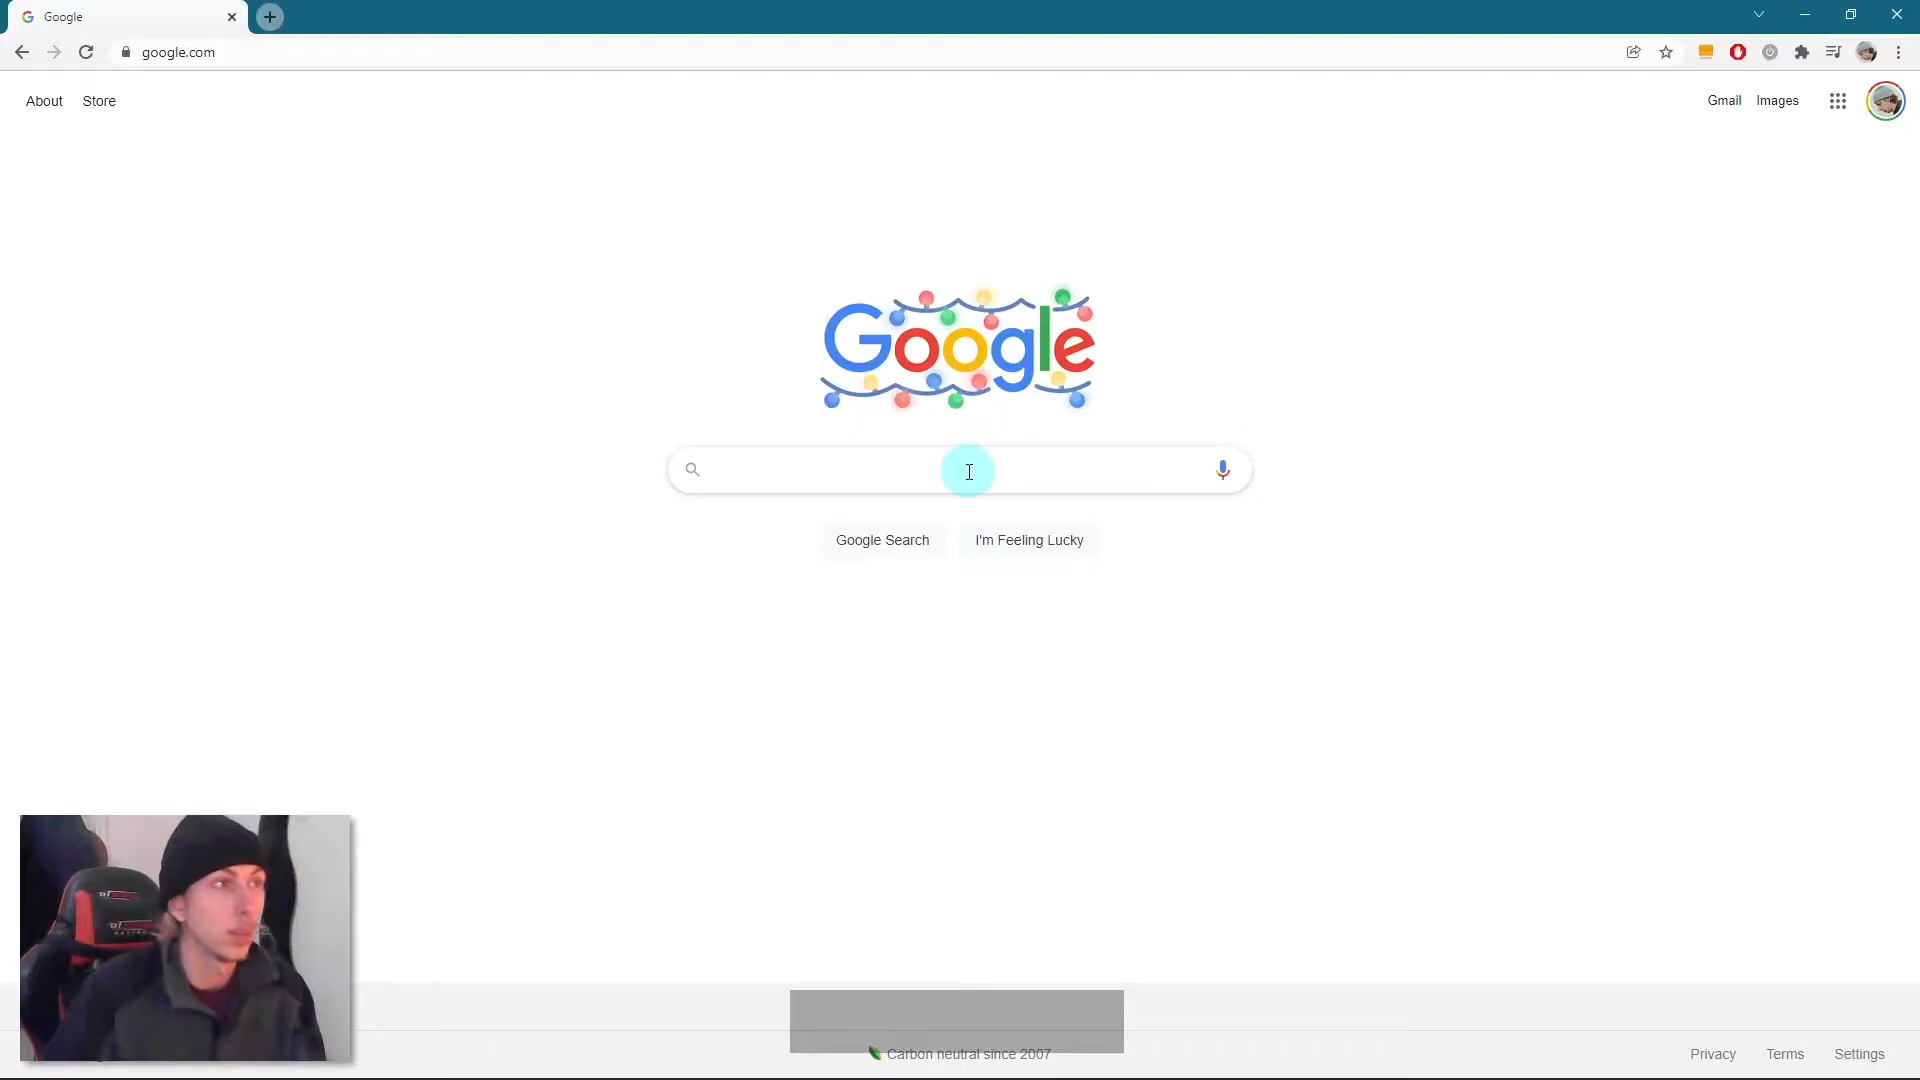 Google
google.com
About Store
Gmail Images
Google
Google Search I'm Feeling Lucky
Carbon neutral since 2007
Privacy Terms Settings